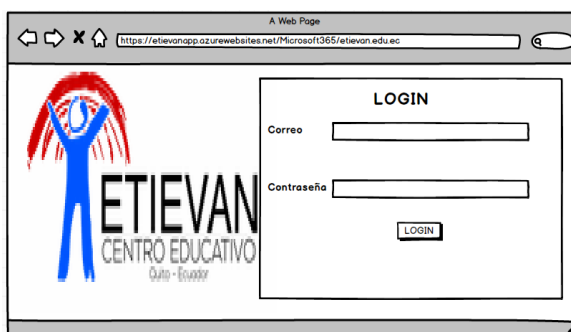 A Web Page
https://etievanapp.azurewebsites.net/Microsoft365/etievan.edu.ec
ETIEVAN
CENTRO EDUCATIVO
Quito - Ecuador
LOGIN
Correo
Contraseña
LOGIN